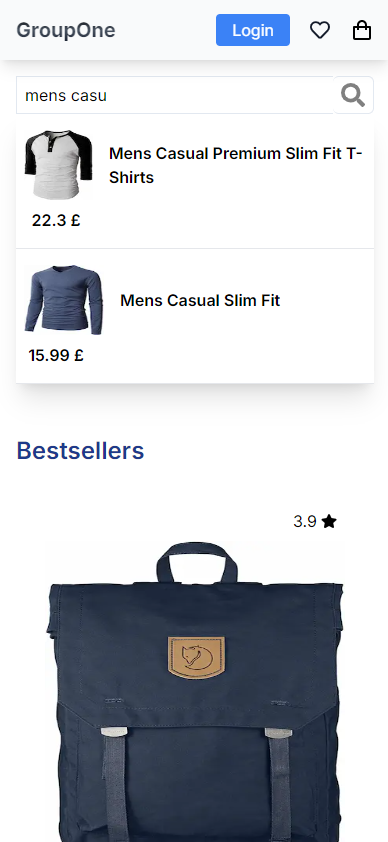 GroupOne
Login
mens casu
Mens Casual Premium Slim Fit T-
Shirts
22.3 £
Mens Casual Slim Fit
15.99 £
Bestsellers
3.9